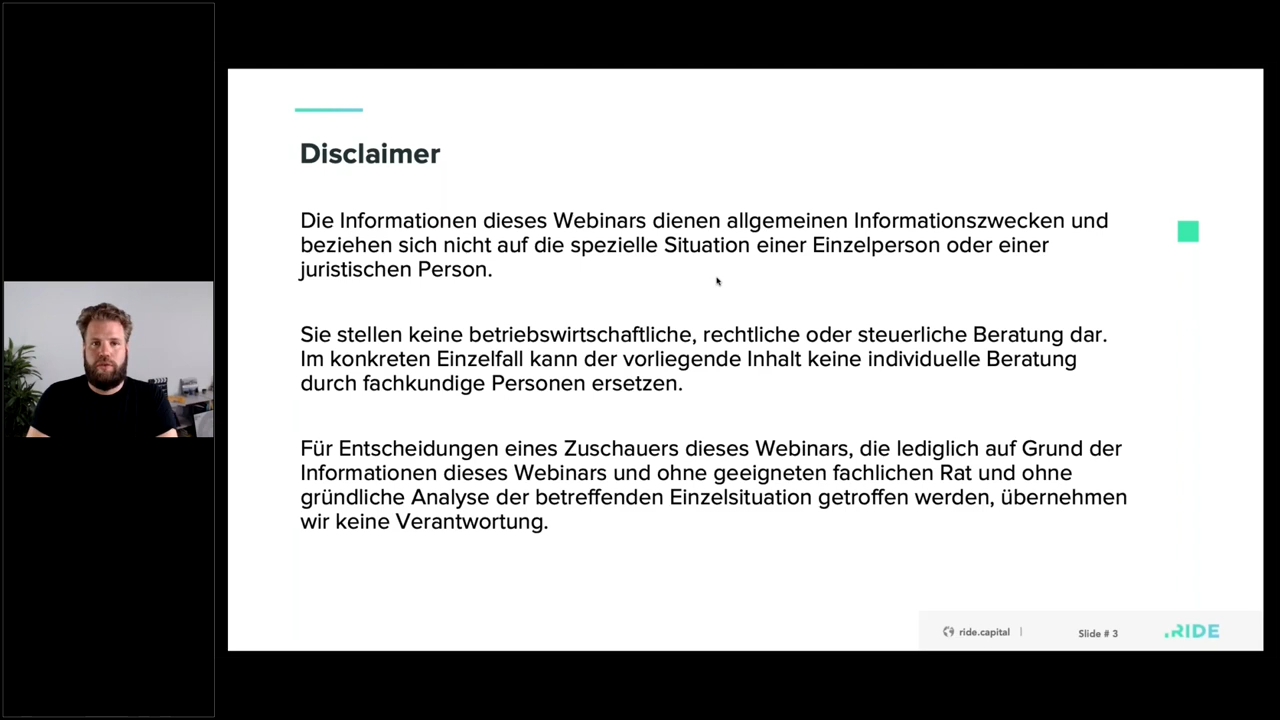 Disclaimer
Die Informationen dieses Webinars dienen allgemeinen Informationszwecken und
beziehen sich nicht auf die spezielle Situation einer Einzelperson oder einer
juristischen Person.
Sie stellen keine betriebswirtschaftliche, rechtliche oder steuerliche Beratung dar.
Im konkreten Einzelfall kann der vorliegende Inhalt keine individuelle Beratung
durch fachkundige Personen ersetzen.
Für Entscheidungen eines Zuschauers dieses Webinars, die lediglich auf Grund der
Informationen dieses Webinars und ohne geeigneten fachlichen Rat und ohne
gründliche Analyse der betreffenden Einzelsituation getroffen werden, übernehmen
wir keine Verantwortung.
ride.capital | Slide # 3 .RIDE